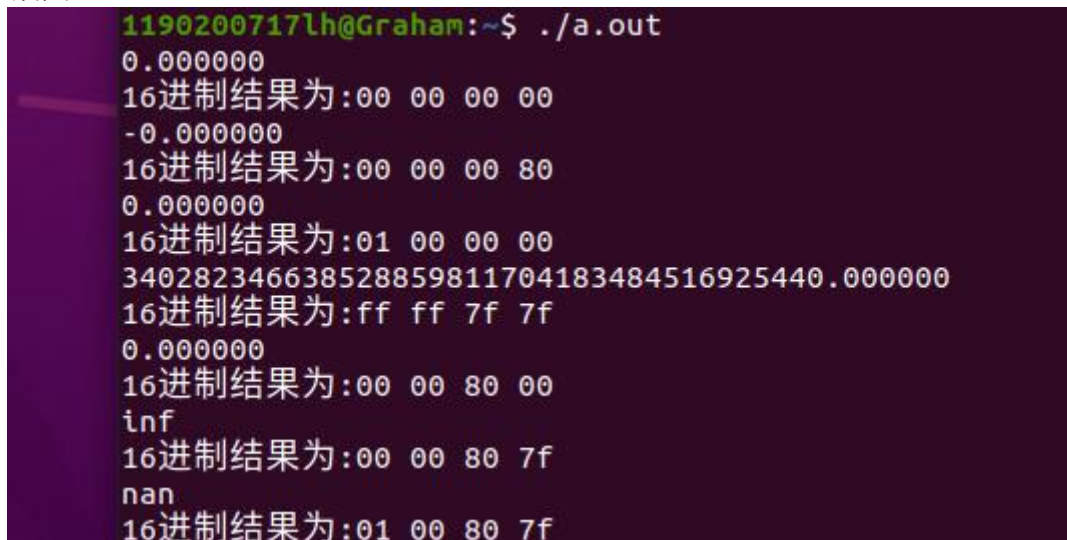 1190200717lh@Graham:~$ ./a.out
0.000000
16进制结果为:00 00 00 00
-0.000000
16进制结果为:00 00 00 80
0.000000
16进制结果为:01 00 00 00
340282346638528859811704183484516925440.000000
16进制结果为:ff ff 7f 7f
0.000000
16进制结果为:00 00 80 00
inf
16进制结果为:00 00 80 7f
nan
16进制结果为:01 00 80 7f